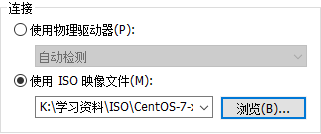 连接
使用物理驱动器(P):
自动检测
使用 ISO 映像文件(M):
K:\学习资料\ISO\CentOS-7-x
浏览(B)...